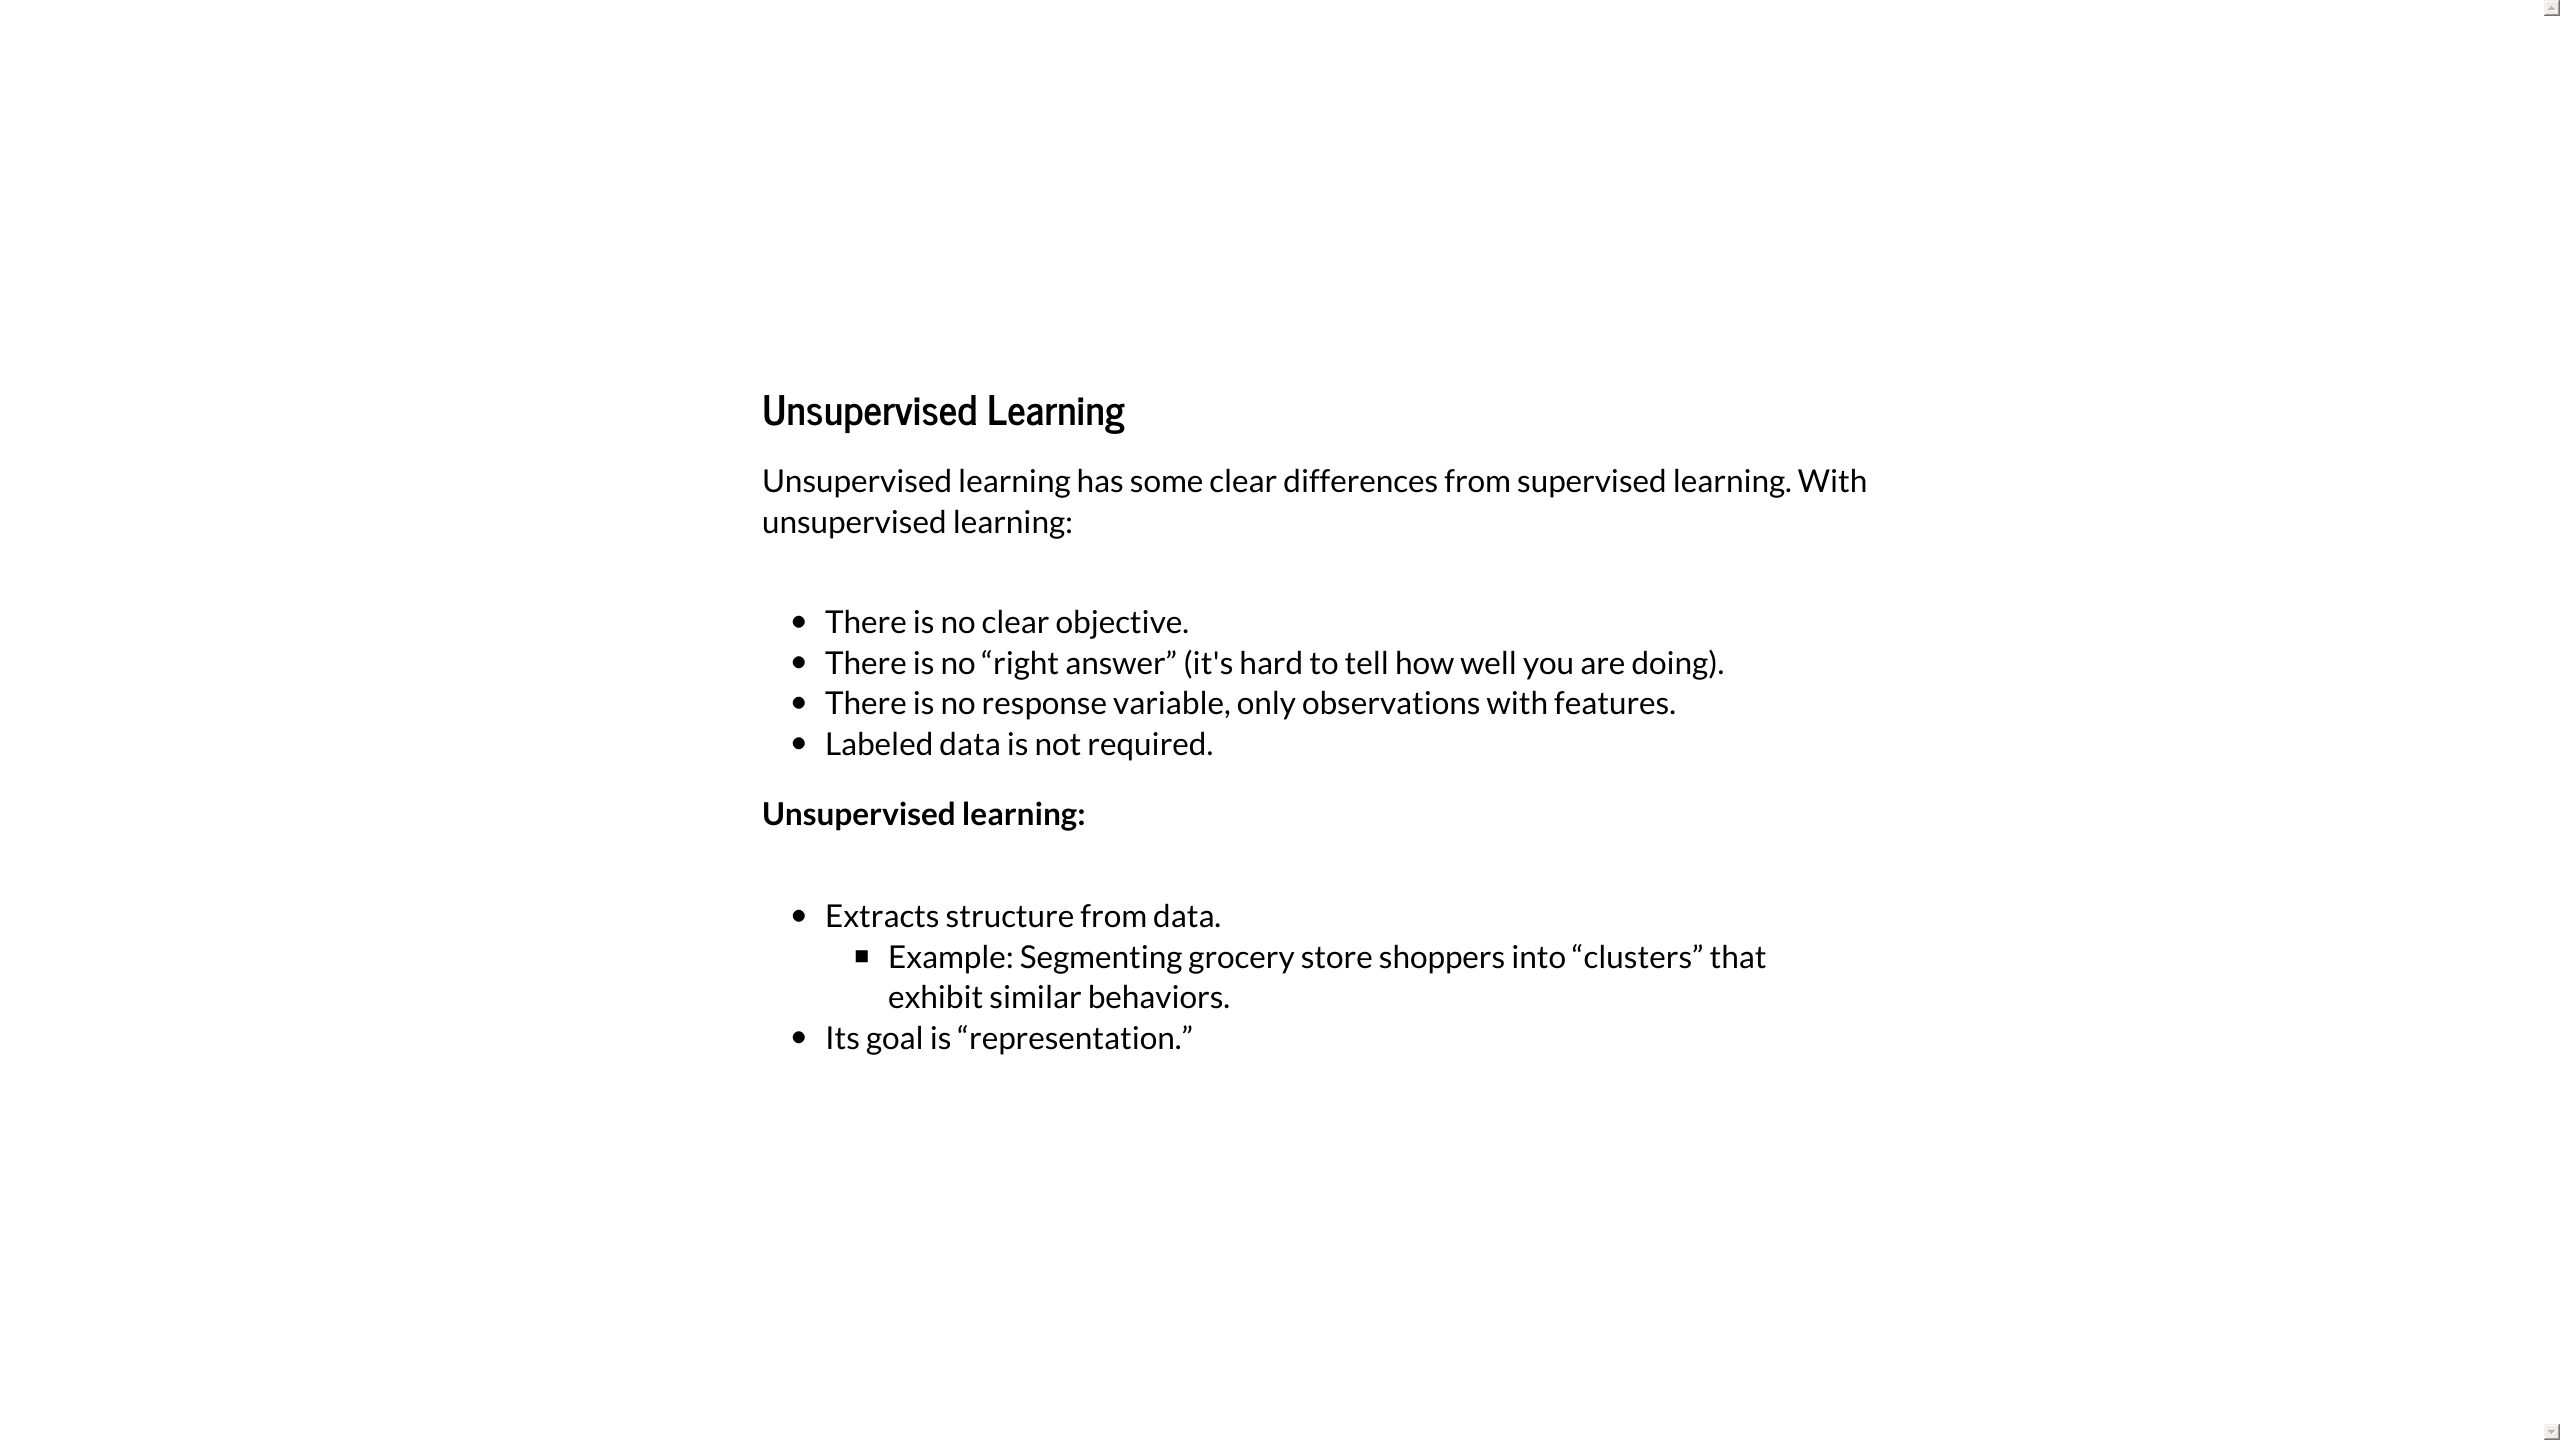 Unsupervised Learning
Unsupervised learning has some clear differences from supervised learning. With
unsupervised learning:
• There is no clear objective.
• There is no “right answer” (it's hard to tell how well you are doing).
• There is no response variable, only observations with features.
• Labeled data is not required.
Unsupervised learning:
• Extracts structure from data.
▪ Example: Segmenting grocery store shoppers into “clusters” that
exhibit similar behaviors.
• Its goal is “representation.”